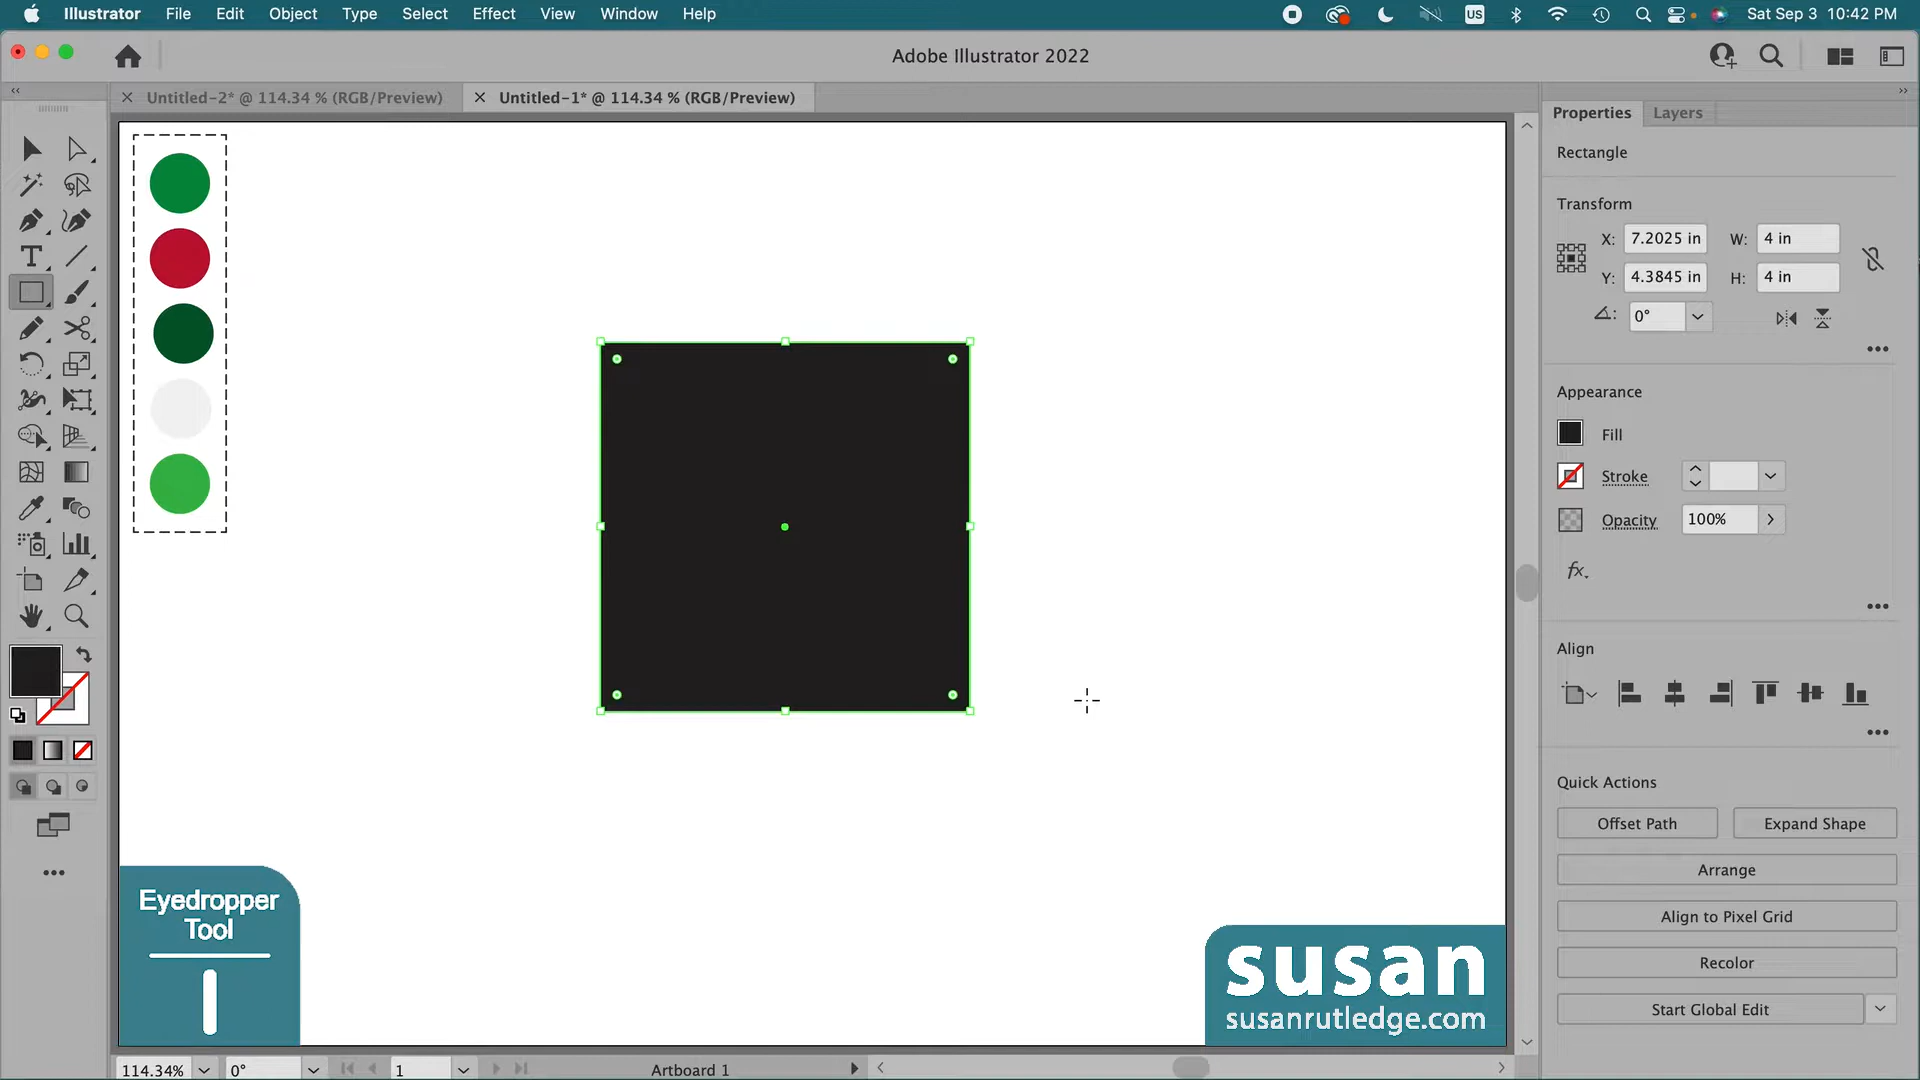 Illustrator File Edit Object Type Select Effect View Window Help
US
Sat Sep 3 10:42 PM
Adobe Illustrator 2022
Untitled-2* @ 114.34 % (RGB/Preview)
Untitled-1* @ 114.34 % (RGB/Preview)
Properties Layers
Rectangle
Transform
X: 7.2025 in W: 4 in
Y: 4.3845 in H: 4 in
0°
Appearance
Fill
Stroke
Opacity 100%
fx
Align
Quick Actions
Offset Path Expand Shape
Arrange
Align to Pixel Grid
Recolor
Start Global Edit
Eyedropper
Tool
I
susan
susanrutledge.com
114.34% 0° 1 Artboard 1